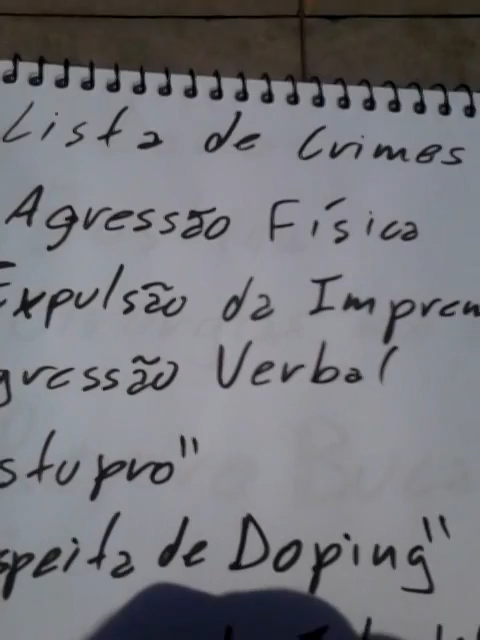 Lista de Crimes
Agressão Física
Expulsão da Impren
gressão Verbal
stupro"
speita de Doping"